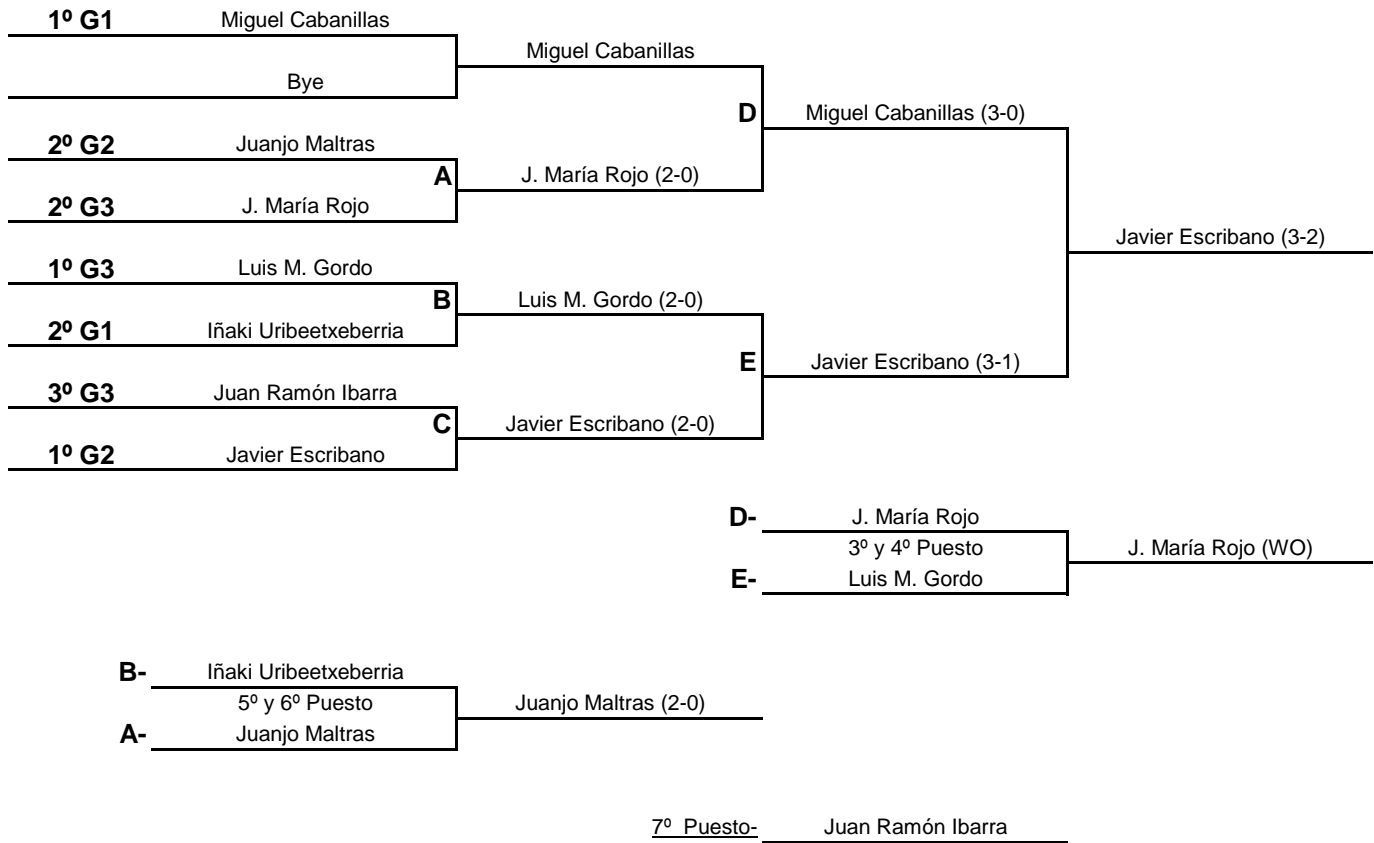 1º G1 Miguel Cabanillas
Miguel Cabanillas
Bye
D Miguel Cabanillas (3-0)
2º G2 Juanjo Maltras
A J. María Rojo (2-0)
2º G3 J. María Rojo
Javier Escribano (3-2)
1º G3 Luis M. Gordo
B Luis M. Gordo (2-0)
2º G1 Iñaki Uribeetxeberria
E Javier Escribano (3-1)
3º G3 Juan Ramón Ibarra
C Javier Escribano (2-0)
1º G2 Javier Escribano
D- J. María Rojo
3º y 4º Puesto J. María Rojo (WO)
E- Luis M. Gordo
B- Iñaki Uribeetxeberria
5º y 6º Puesto Juanjo Maltras (2-0)
A- Juanjo Maltras
7º Puesto- Juan Ramón Ibarra